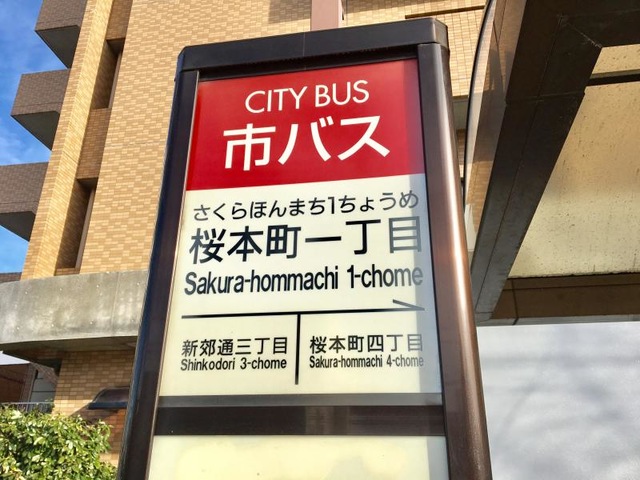 CITY BUS
市バス
さくらほんまち1ちょうめ
桜本町一丁目
Sakura-hommachi 1-chome
新郊通三丁目
Shinkodori 3-chome
桜本町四丁目
Sakura-hommachi 4-chome